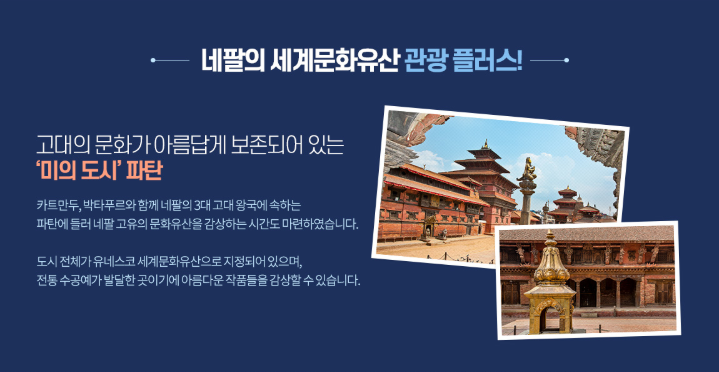 네팔의 세계문화유산 관광 플러스!
고대의 문화가 아름답게 보존되어 있는
‘미의 도시’ 파탄
카트만두, 박타푸르와 함께 네팔의 3대 고대 왕국에 속하는
파탄에 들러 네팔 고유의 문화유산을 감상하는 시간도 마련하였습니다.
도시 전체가 유네스코 세계문화유산으로 지정되어 있으며,
전통 수공예가 발달한 곳이기에 아름다운 작품들을 감상할 수 있습니다.